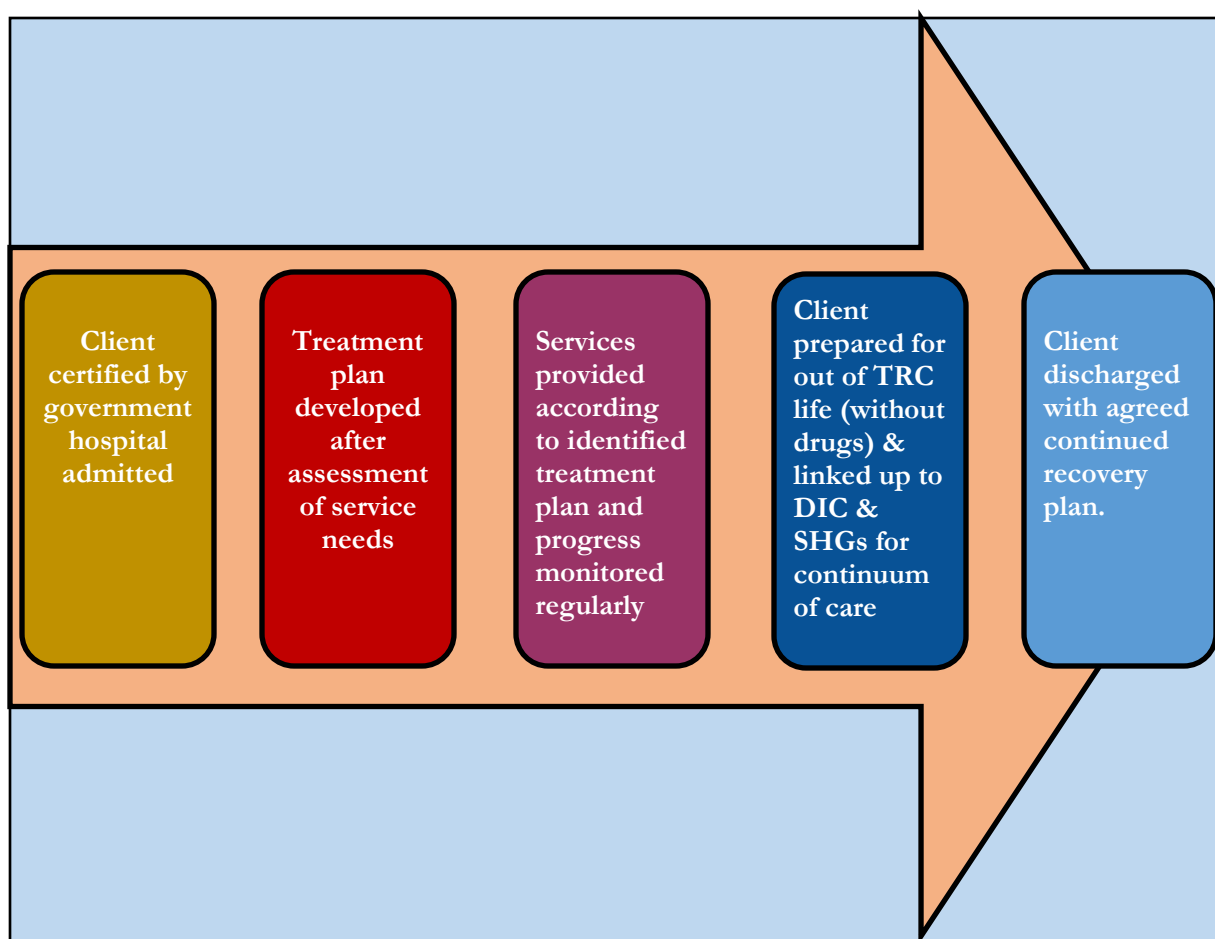 Client
certified by
government
hospital
admitted
Treatment
plan
developed
after
assessment
of service
needs
Services
provided
according
to identified
treatment
plan and
progress
monitored
regularly
Client
prepared for
out of TRC
life (without
drugs) &
linked up to
DIC &
SHGs for
continuum
of care
Client
discharged
with agreed
continued
recovery
plan.